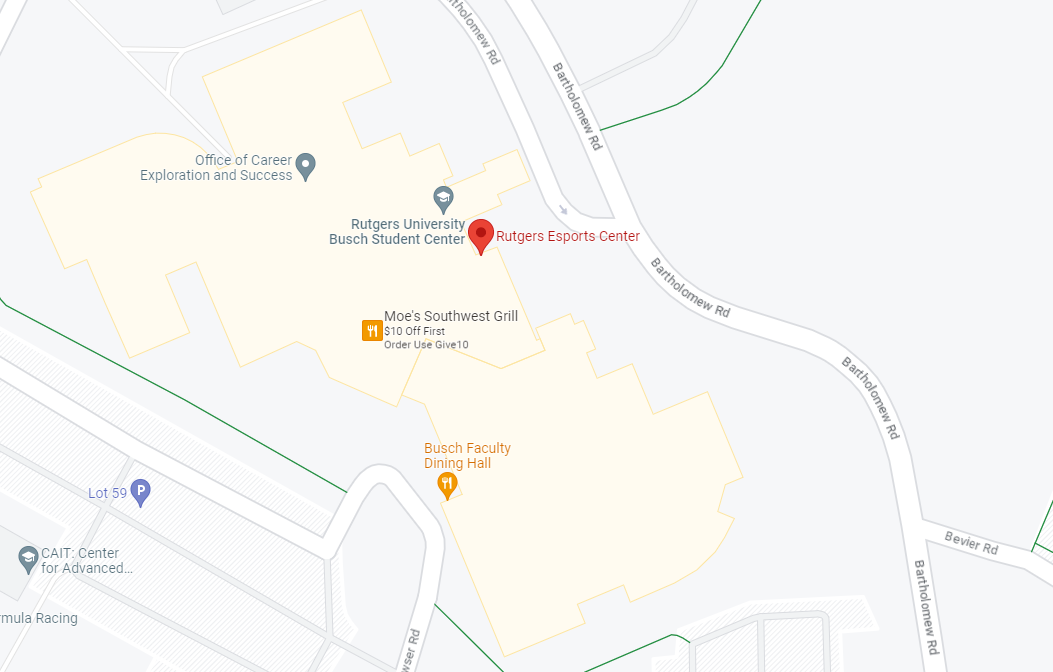 Bartholomew Rd
Bartholomew Rd
Office of Career
Exploration and Success
Rutgers University
Busch Student Center
Rutgers Esports Center
Bartholomew Rd
Moe's Southwest Grill
$10 Off First
Order Use Give10
Bartholomew Rd
Busch Faculty
Dining Hall
Lot 59
P
Bevier Rd
CAIT: Center
for Advanced...
Bartholomew Rd
rmula Racing
wser Rd